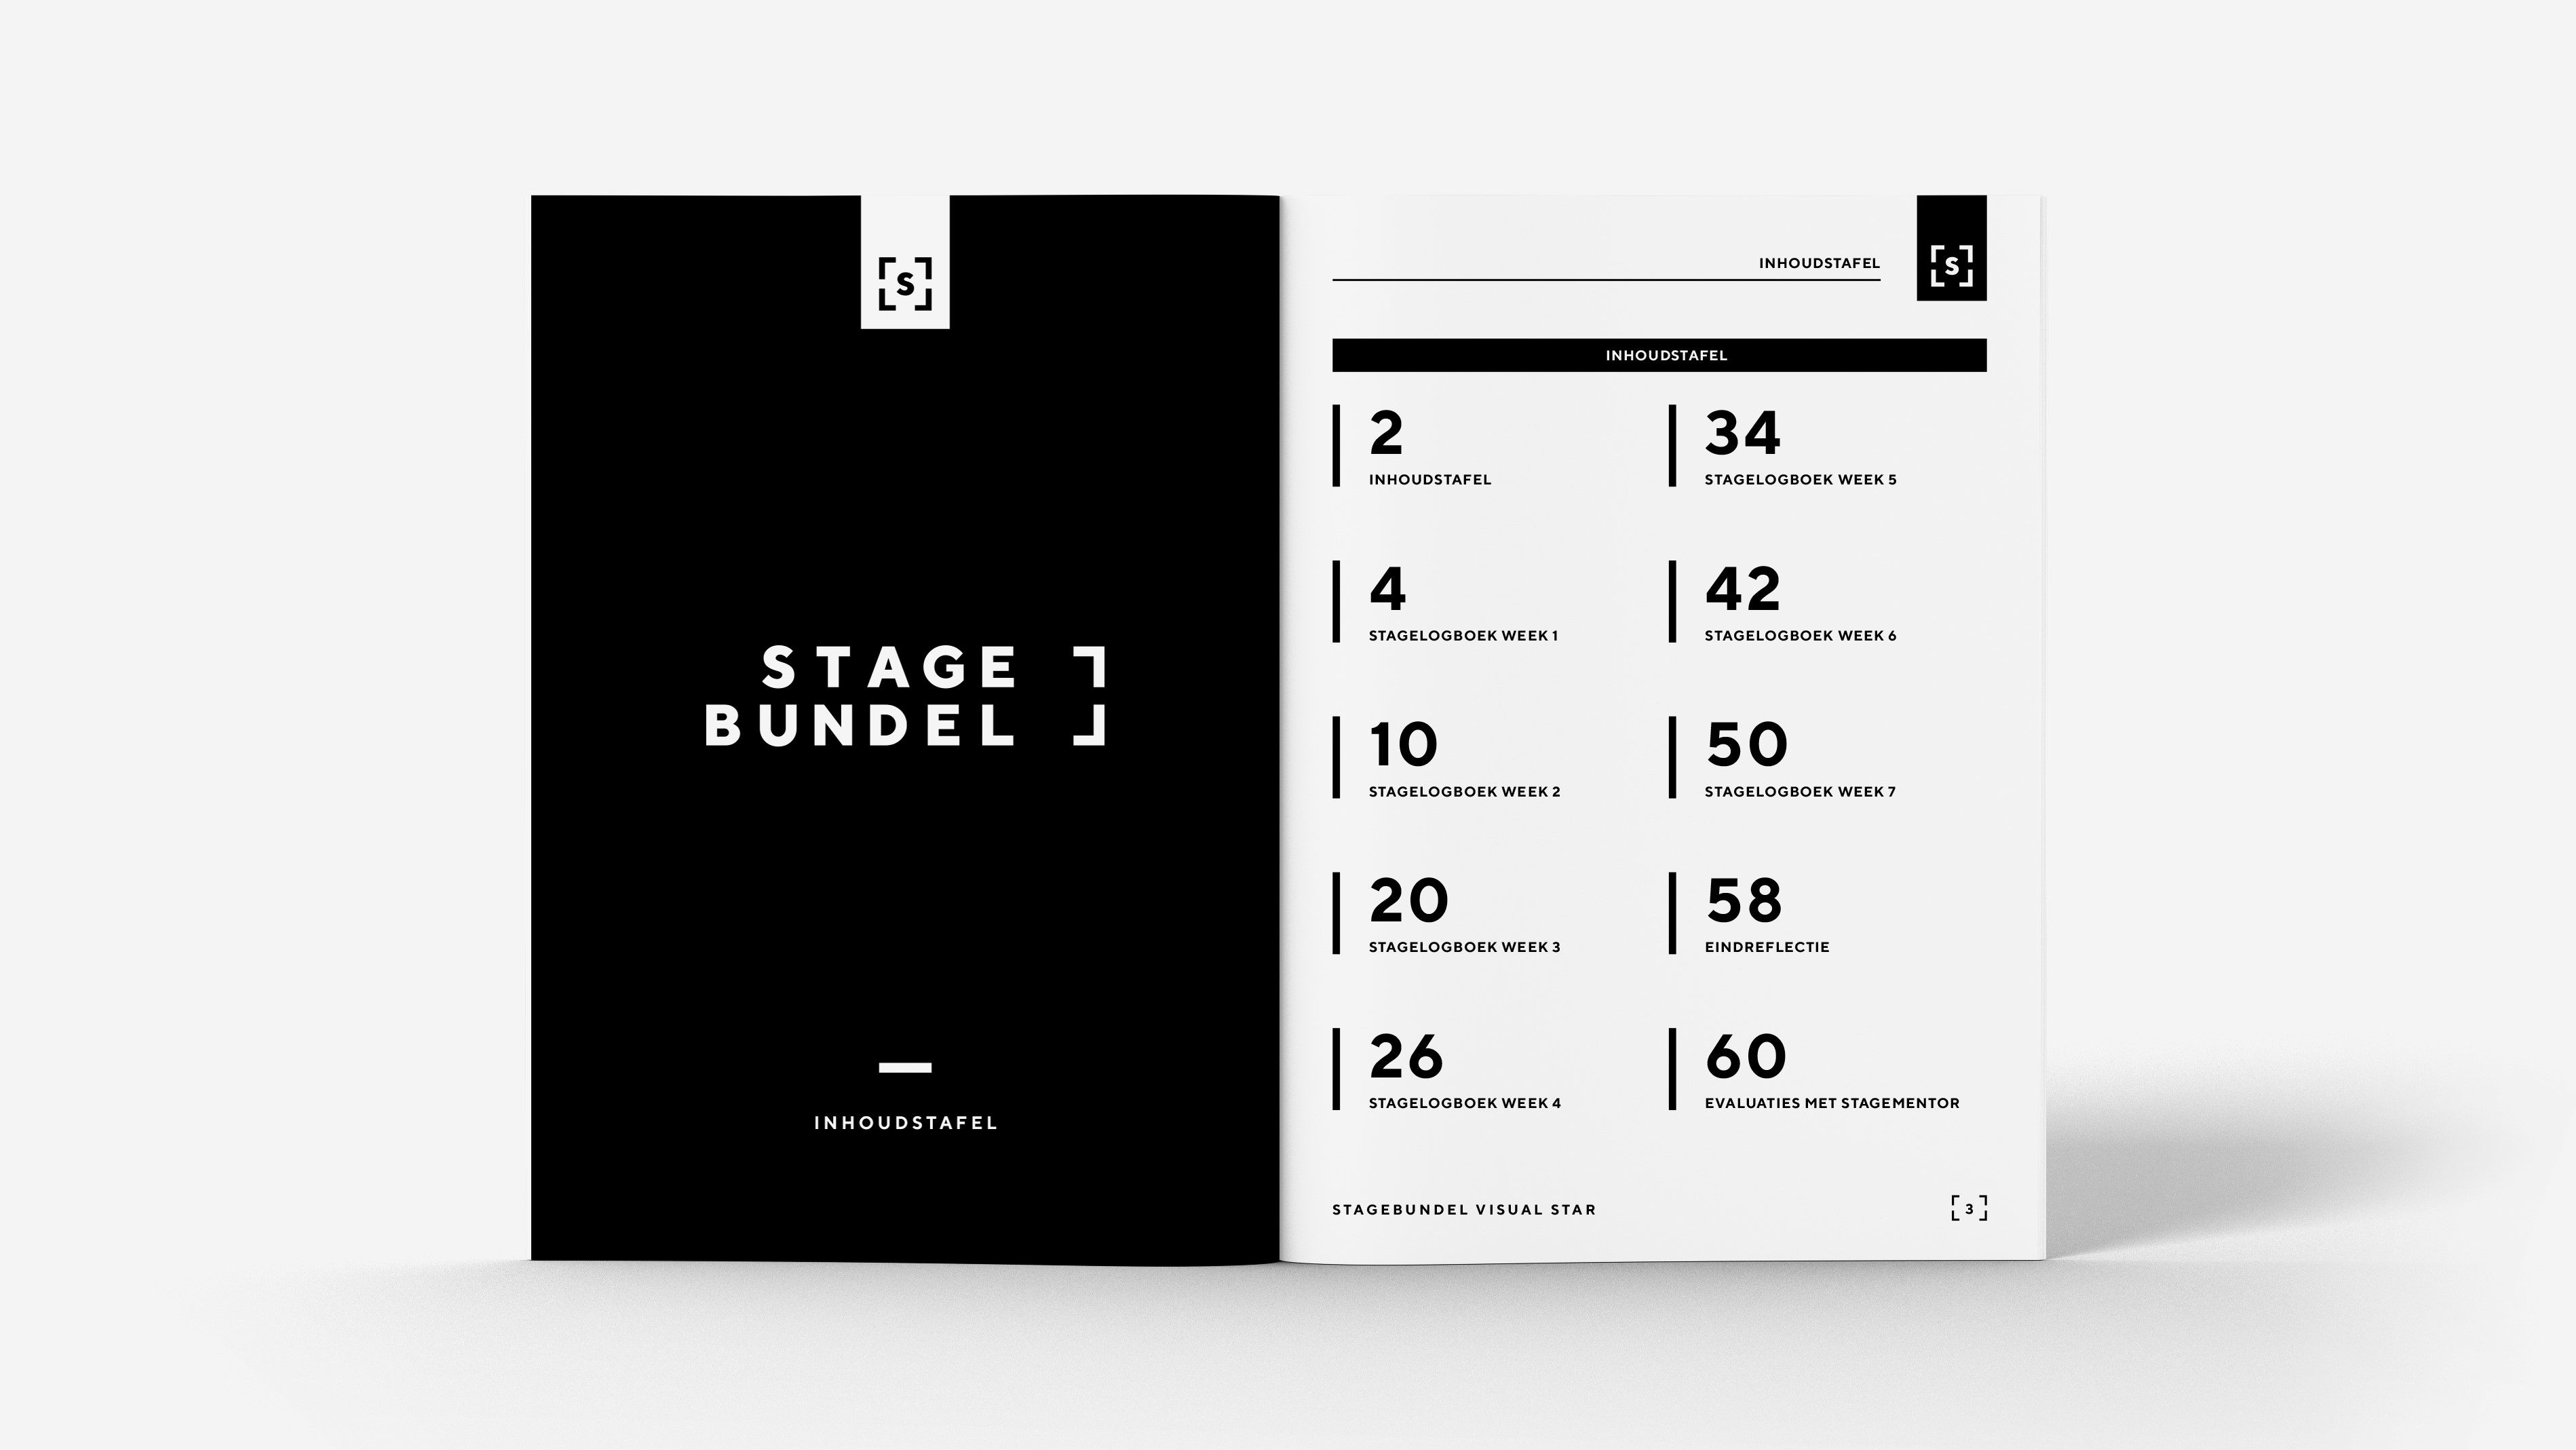 S
STAGE
BUNDEL
INHOUDSTAFEL
INHOUDSTAFEL
S
INHOUDSTAFEL
2
INHOUDSTAFEL
4
STAGELOGBOEK WEEK 1
10
STAGELOGBOEK WEEK 2
20
STAGELOGBOEK WEEK 3
26
STAGELOGBOEK WEEK 4
34
STAGELOGBOEK WEEK 5
42
STAGELOGBOEK WEEK 6
50
STAGELOGBOEK WEEK 7
58
EINDREFLECTIE
60
EVALUATIES MET STAGEMENTOR
STAGEBUNDEL VISUAL STAR
3